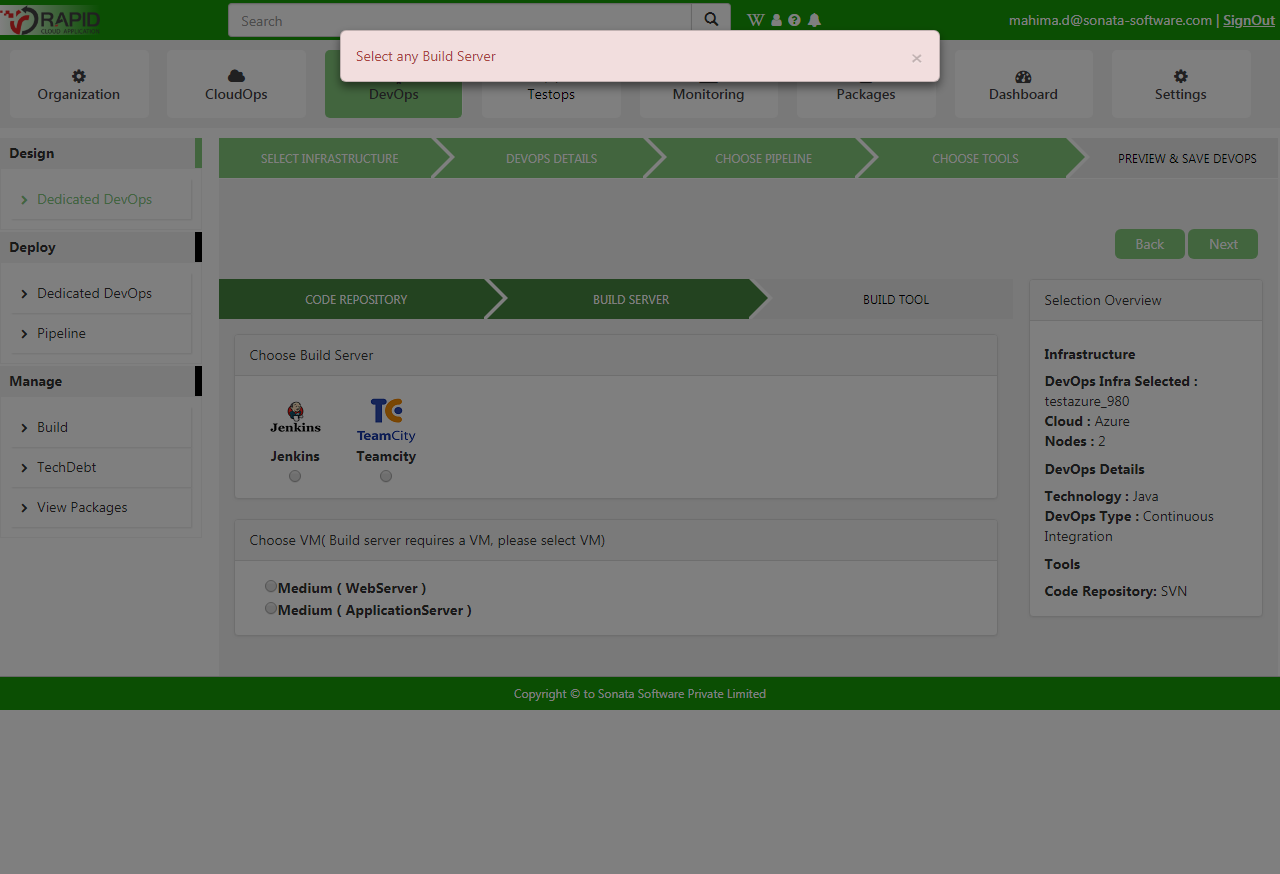 RAPID
CLOUD APPLICATION
Search
mahima.d@sonata-software.com | SignOut
Select any Build Server
×
Organization
CloudOps
DevOps
Testops
Monitoring
Packages
Dashboard
Settings
Design
Dedicated DevOps
Deploy
Dedicated DevOps
Pipeline
Manage
Build
TechDebt
View Packages
SELECT INFRASTRUCTURE
DEVOPS DETAILS
CHOOSE PIPELINE
CHOOSE TOOLS
PREVIEW & SAVE DEVOPS
Back
Next
CODE REPOSITORY
BUILD SERVER
BUILD TOOL
Choose Build Server
Jenkins
TC
TeamCity
Jenkins
Teamcity
Choose VM( Build server requires a VM, please select VM)
Medium ( WebServer )
Medium ( ApplicationServer )
Selection Overview
Infrastructure
DevOps Infra Selected :
testazure_980
Cloud : Azure
Nodes : 2
DevOps Details
Technology : Java
DevOps Type : Continuous
Integration
Tools
Code Repository: SVN
Copyright © to Sonata Software Private Limited